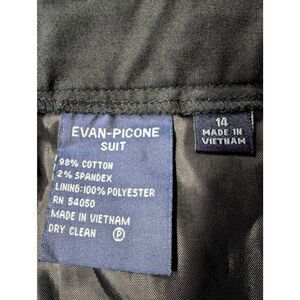 EVAN-PICONE
SUIT
98% COTTON
2% SPANDEX
LINING:100% POLYESTER
RN 54050
MADE IN VIETNAM
DRY CLEAN Ⓟ
14
MADE IN
VIETNAM